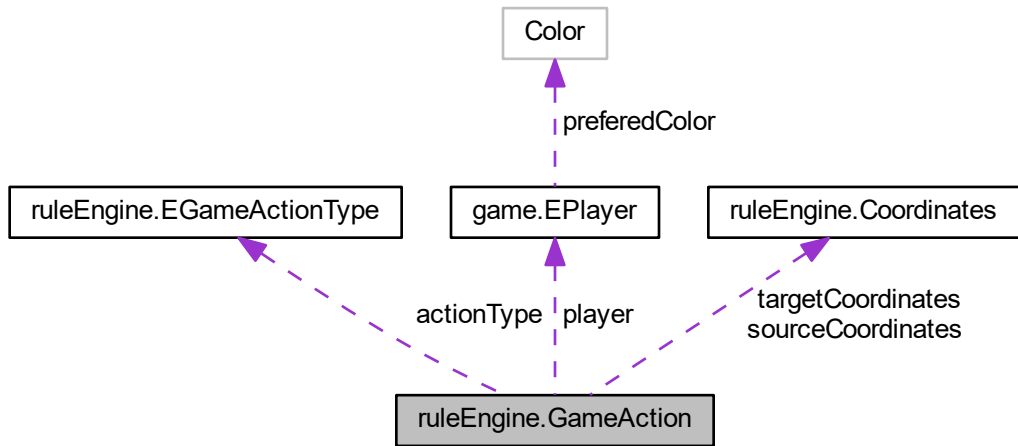 Color
preferedColor
ruleEngine.EGameActionType
game.EPlayer
ruleEngine.Coordinates
actionType
player
targetCoordinates
sourceCoordinates
ruleEngine.GameAction